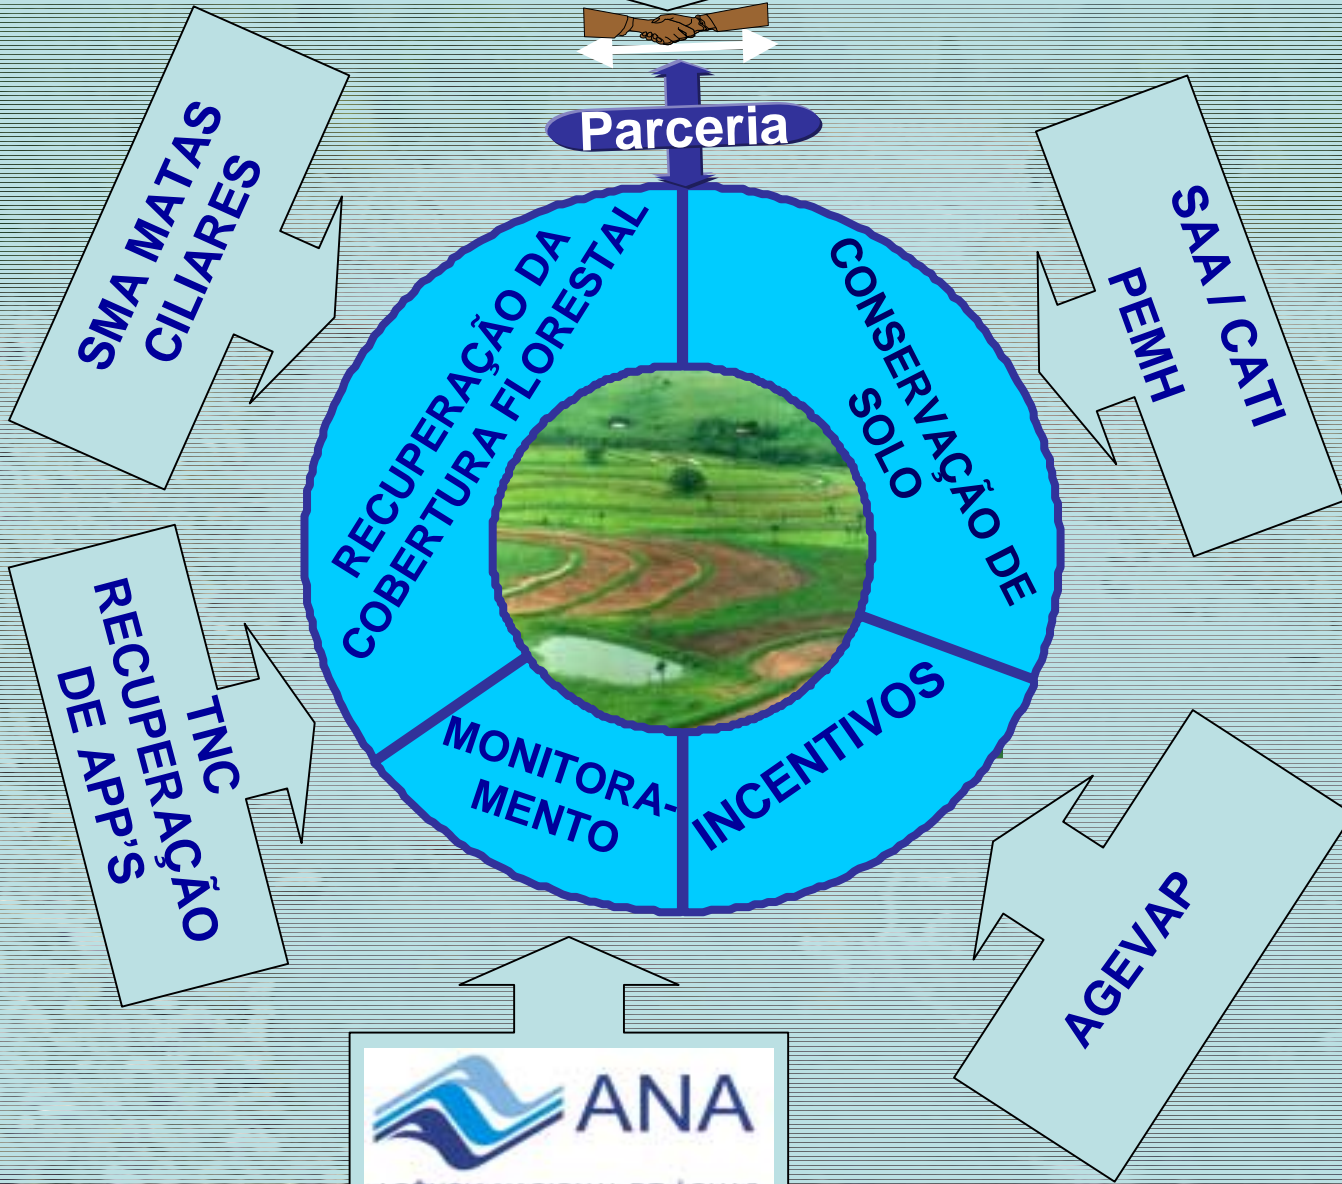 Parceria
SMA MATAS
CILIARES
SAA / CATI
PEMH
RECUPERAÇÃO DA
COBERTURA FLORESTAL
CONSERVAÇÃO DE
SOLO
TNC
RECUPERAÇÃO
DE APP'S
MONITORA-
MENTO
INCENTIVOS
AGEVAP
ANA